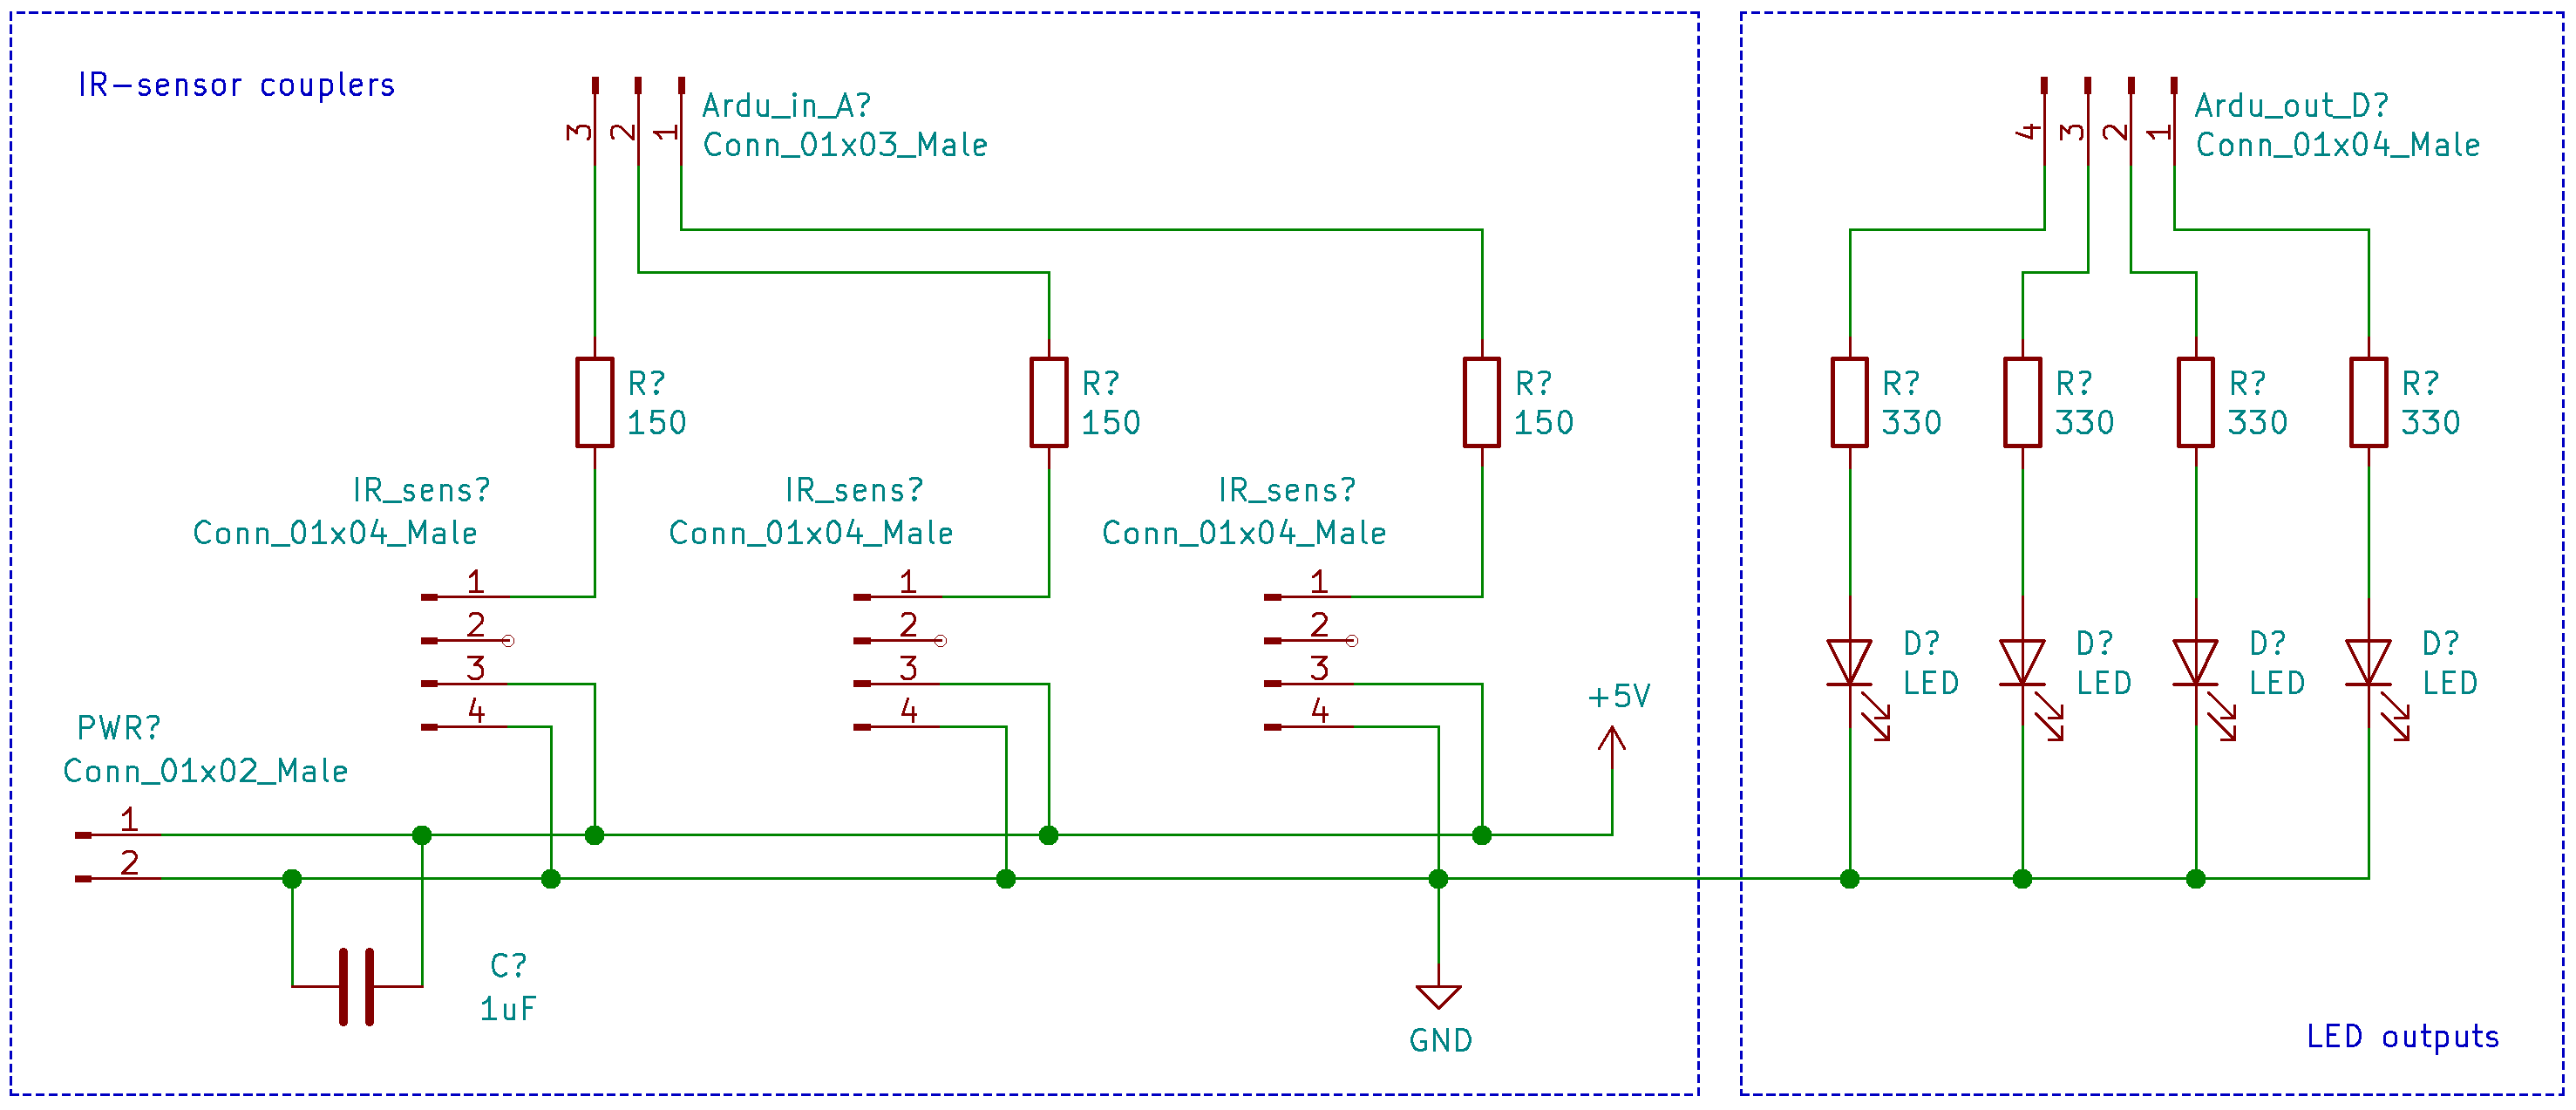 IR-sensor couplers
3
2
1
Ardu_in_A?
Conn_01x03_Male
4
3
2
1
Ardu_out_D?
Conn_01x04_Male
R?
150
R?
150
R?
150
R?
330
R?
330
R?
330
R?
330
IR_sens?
Conn_01x04_Male
1
2
3
4
IR_sens?
Conn_01x04_Male
1
2
3
4
IR_sens?
Conn_01x04_Male
1
2
3
4
D?
LED
D?
LED
D?
LED
D?
LED
+5V
PWR?
Conn_01x02_Male
1
2
C?
1uF
GND
LED outputs